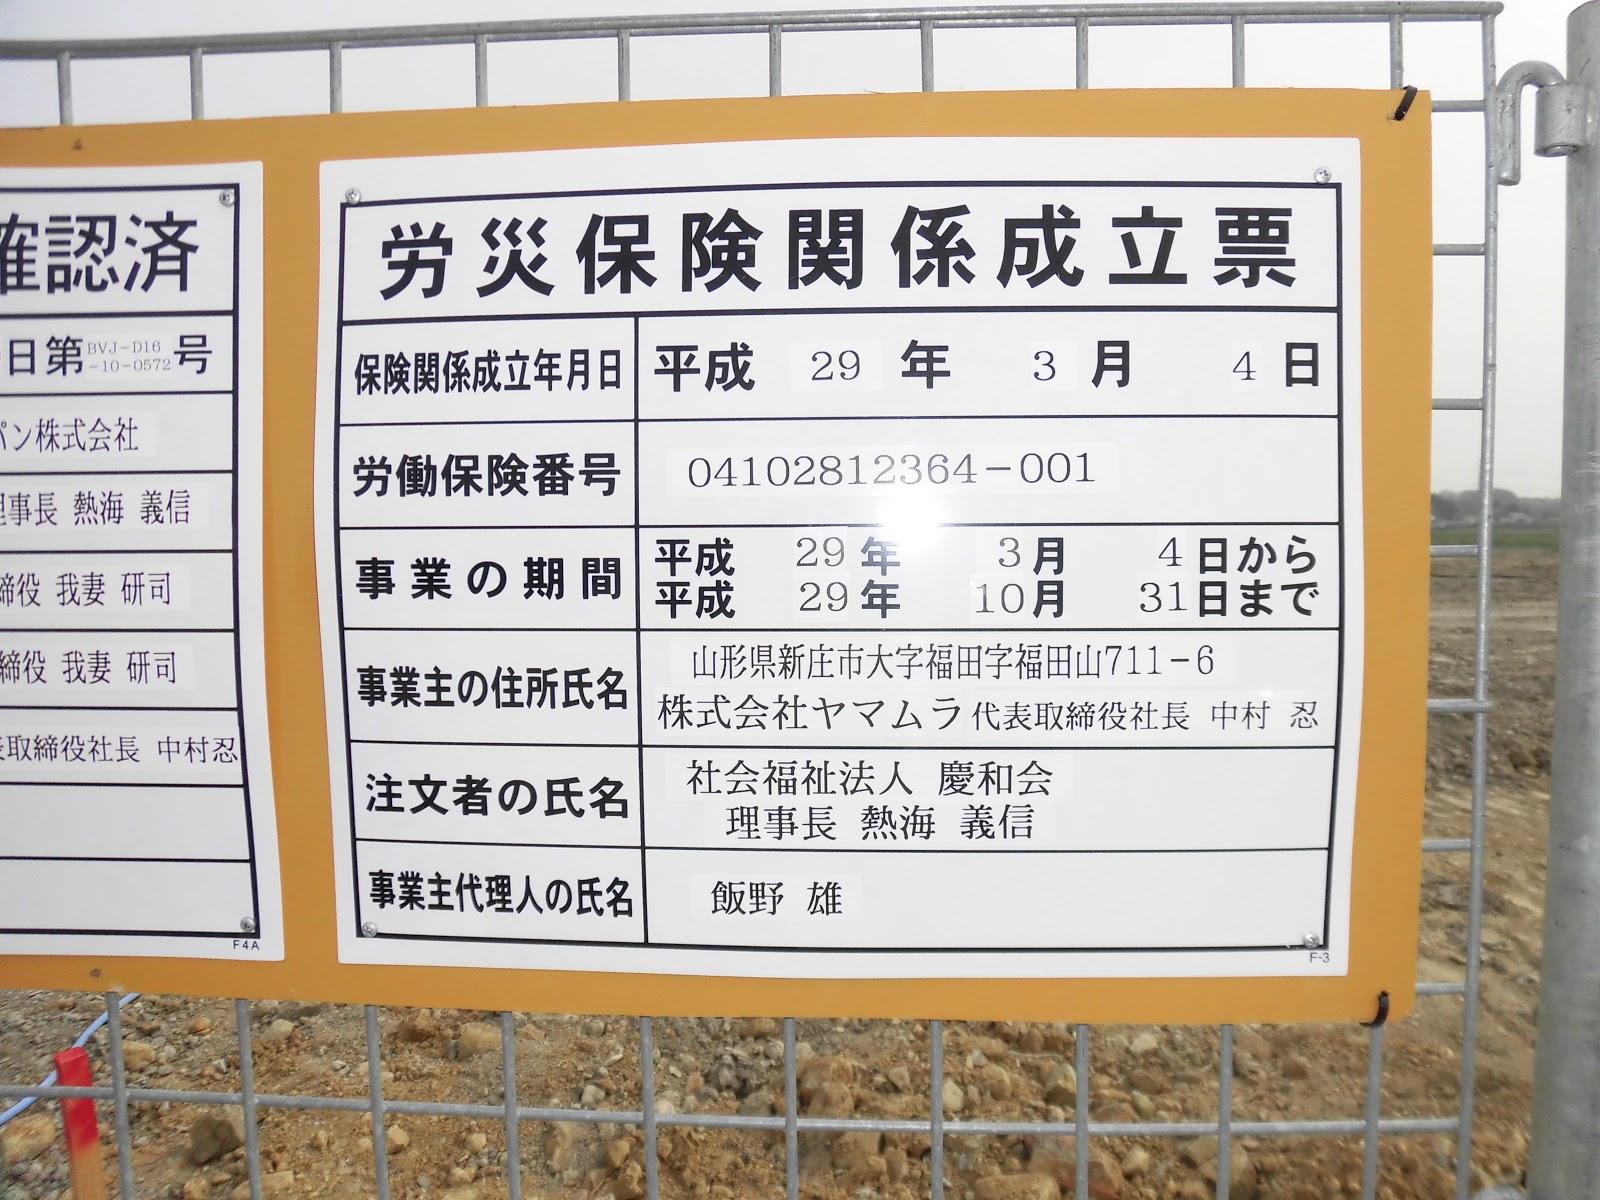 確認済
日第 BVJ-D16
-10-0572 号
パン株式会社
理事長 熱海 義信
締役 我妻 研司
締役 我妻 研司
表取締役社長 中村忍
F4A
労災保険関係成立票
保険関係成立年月日 平成 29 年 3 月 4 日
労働保険番号 04102812364-001
事業の期間 平成 29 年 3 月 4 日から
平成 29 年 10 月 31 日まで
事業主の住所氏名 山形県新庄市大字福田字福田山711-6
株式会社ヤマムラ 代表取締役社長 中村 忍
注文者の氏名 社会福祉法人 慶和会
理事長 熱海 義信
事業主代理人の氏名 飯野 雄
F-3